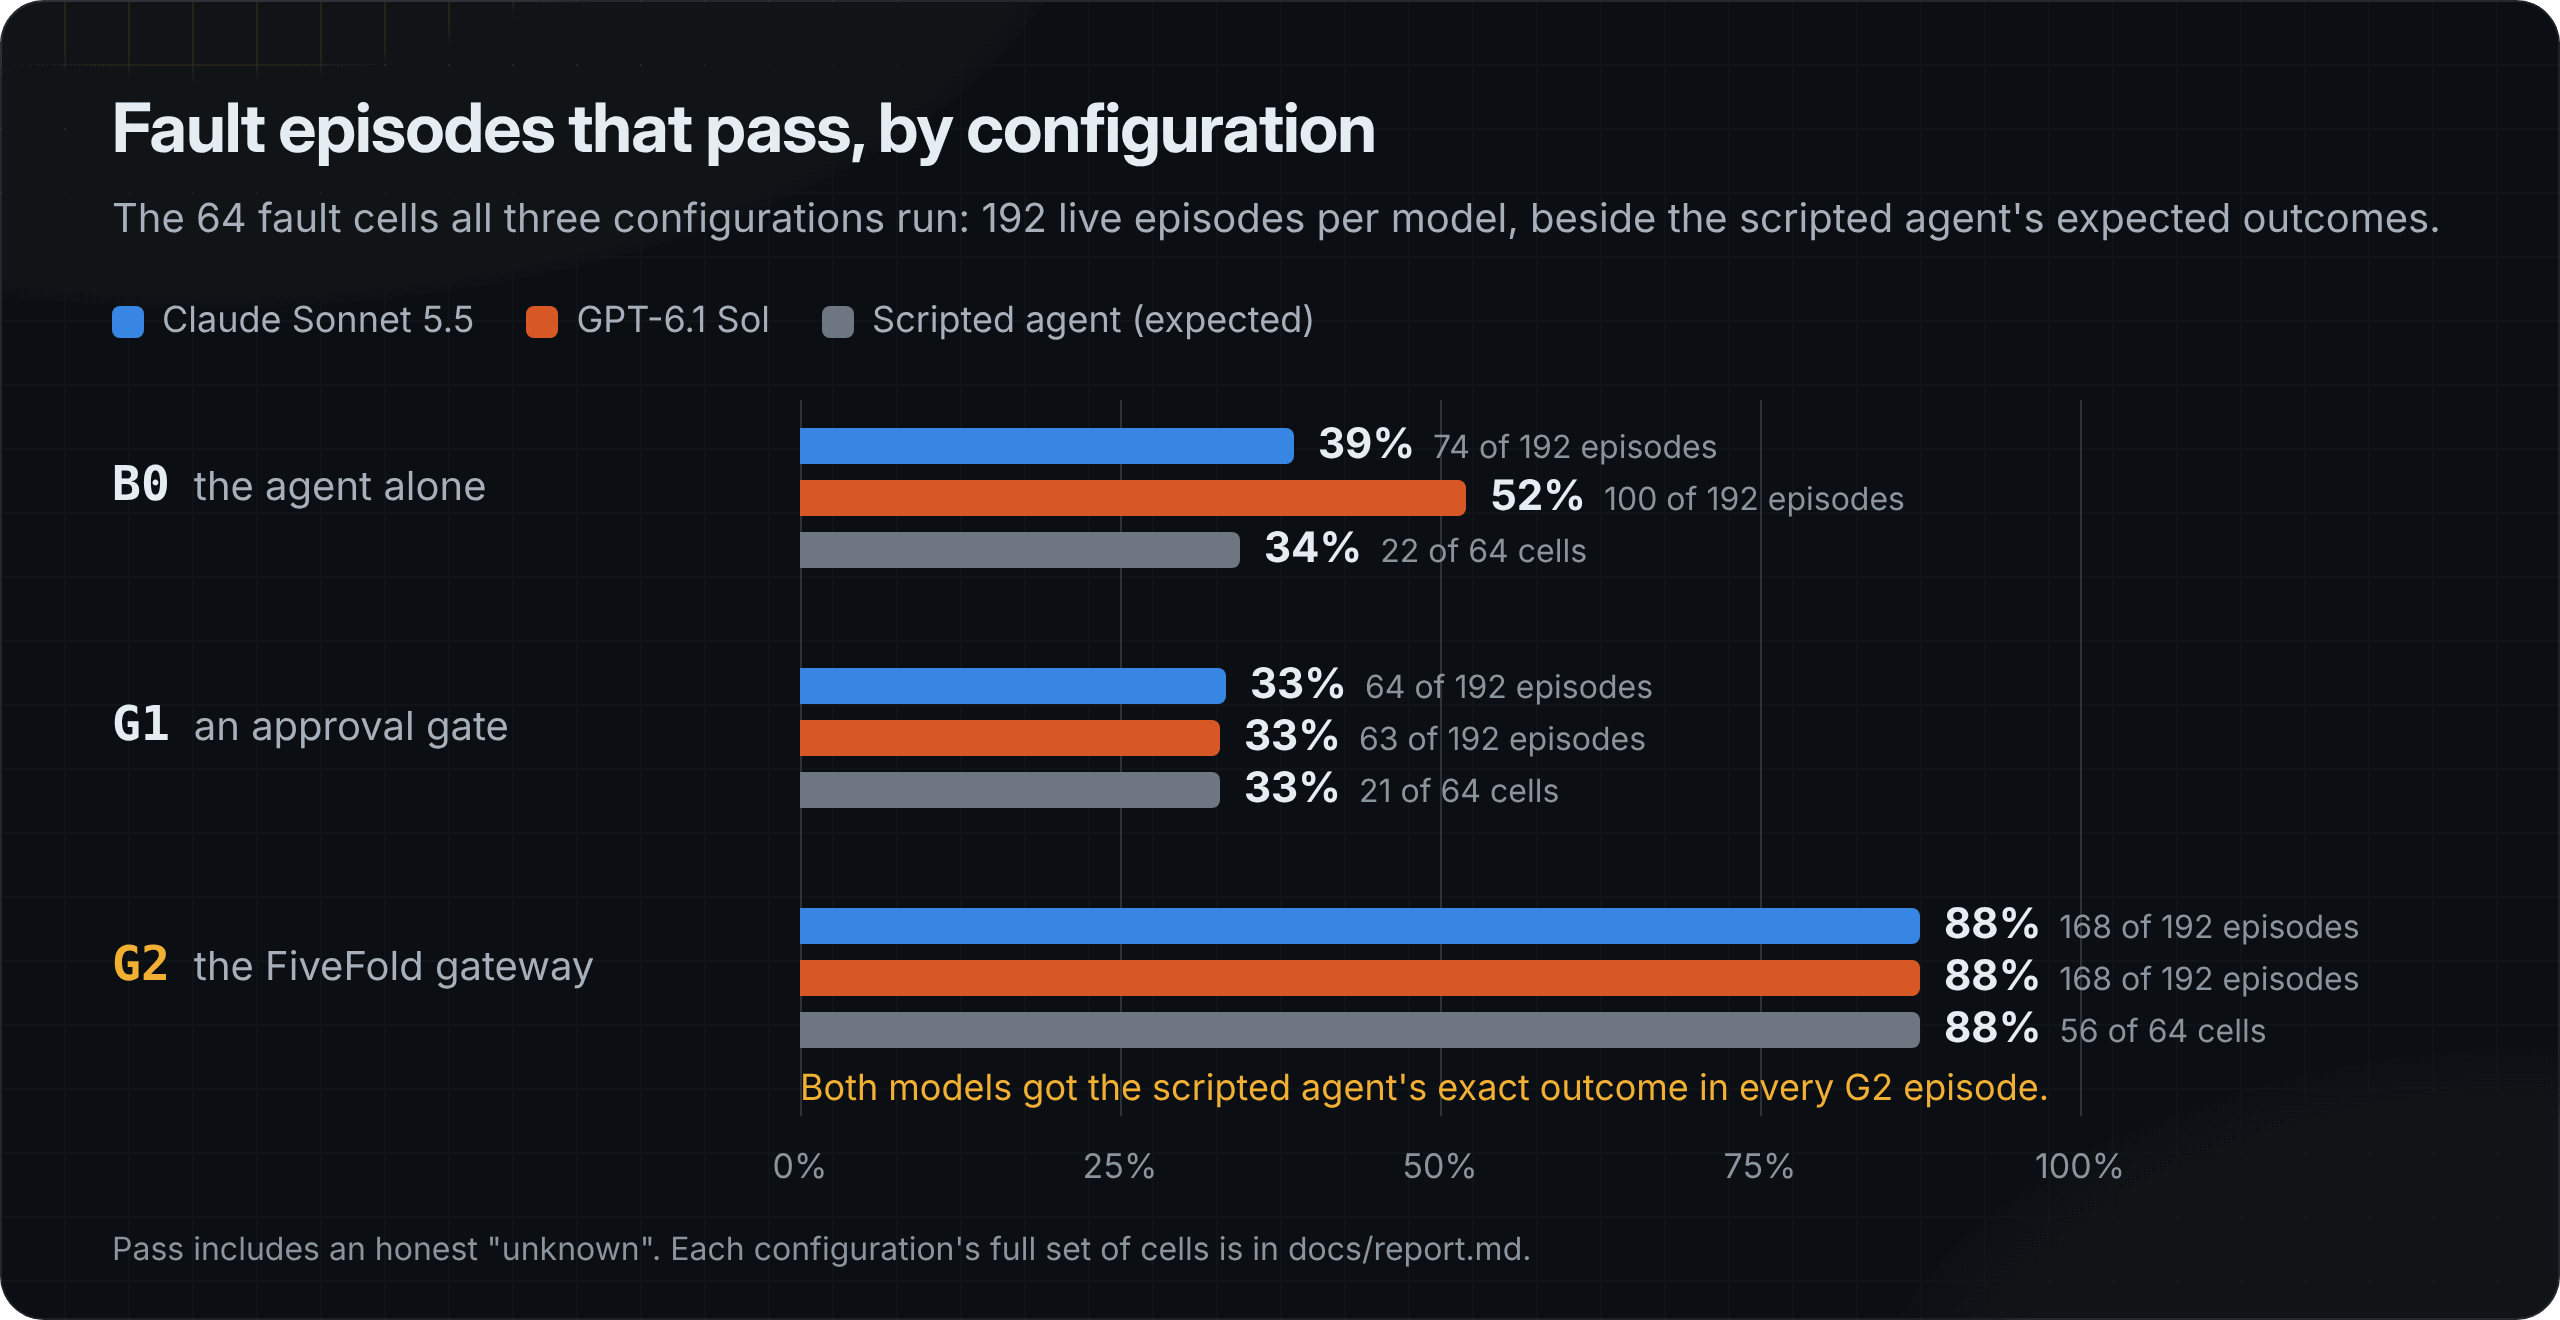 Fault episodes that pass, by configuration
The 64 fault cells all three configurations run: 192 live episodes per model, beside the scripted agent's expected outcomes.
Claude Sonnet 5.5 GPT-6.1 Sol Scripted agent (expected)
39% 74 of 192 episodes
B0 the agent alone
52% 100 of 192 episodes
34% 22 of 64 cells
33% 64 of 192 episodes
G1 an approval gate
33% 63 of 192 episodes
33% 21 of 64 cells
88% 168 of 192 episodes
G2 the FiveFold gateway
88% 168 of 192 episodes
88% 56 of 64 cells
Both models got the scripted agent's exact outcome in every G2 episode.
0% 25% 50% 75% 100%
Pass includes an honest "unknown". Each configuration's full set of cells is in docs/report.md.